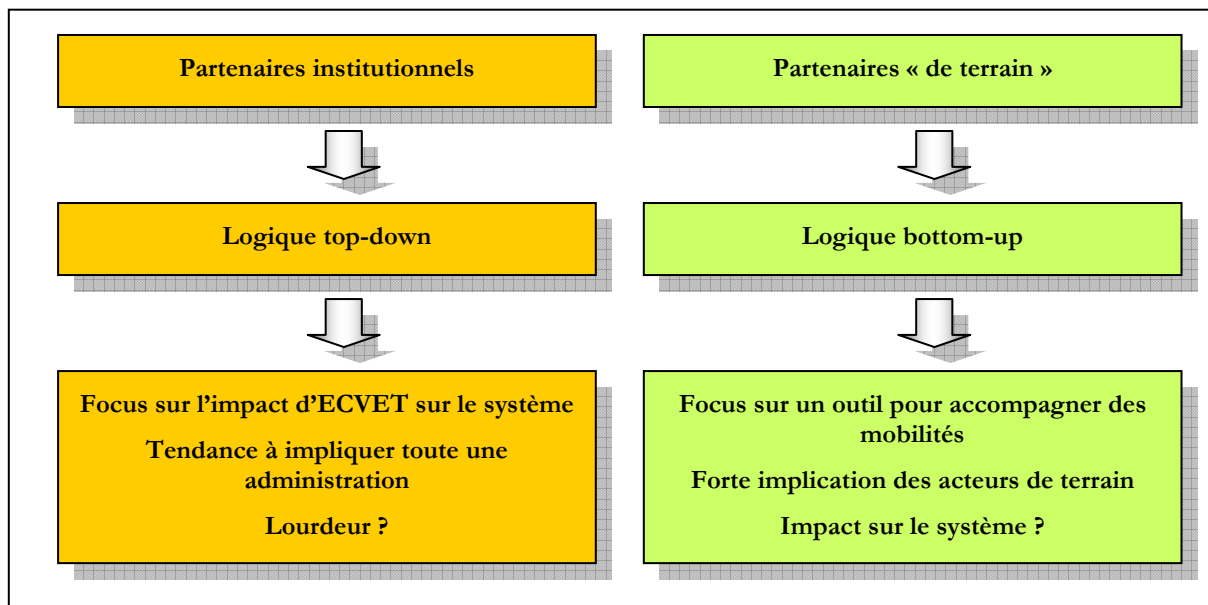 Partenaires institutionnels
Logique top-down
Focus sur l'impact d'ECVET sur le système
Tendance à impliquer toute une
administration
Lourdeur ?
Partenaires « de terrain »
Logique bottom-up
Focus sur un outil pour accompagner des
mobilités
Forte implication des acteurs de terrain
Impact sur le système ?